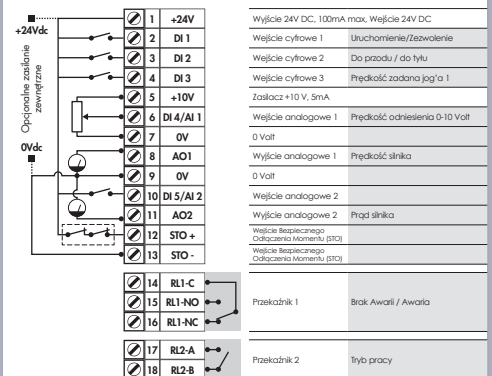 +24Vdc
Opcjonalne zasilanie
zewnętrzne
0Vdc
1 +24V Wyjście 24V DC, 100mA max, Wejście 24V DC
2 DI 1 Wejście cyfrowe 1 Uruchomienie/Zezwolenie
3 DI 2 Wejście cyfrowe 2 Do przodu / do tyłu
4 DI 3 Wejście cyfrowe 3 Prędkość zadana jog'a 1
5 +10V Zasilacz +10 V, 5mA
6 DI 4/AI 1 Wejście analogowe 1 Prędkość odniesienia 0-10 Volt
7 0V 0 Volt
8 AO1 Wyjście analogowe 1 Prędkość silnika
9 0V 0 Volt
10 DI 5/AI 2 Wejście analogowe 2
11 AO2 Wyjście analogowe 2 Prąd silnika
12 STO + Wejście Bezpiecznego
Odłączenia Momentu (STO)
13 STO - Wejście Bezpiecznego
Odłączenia Momentu (STO)
14 RL1-C
15 RL1-NO Przekaźnik 1 Brak Awarii / Awaria
16 RL1-NC
17 RL2-A
Przekaźnik 2 Tryb pracy
18 RL2-B